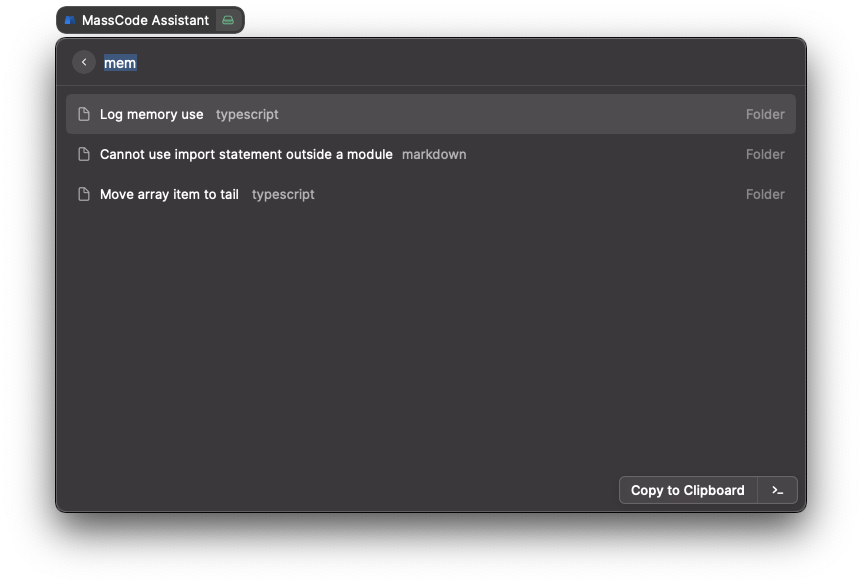 MassCode Assistant
mem
Log memory use typescript Folder
Cannot use import statement outside a module markdown Folder
Move array item to tail typescript Folder
Copy to Clipboard >_